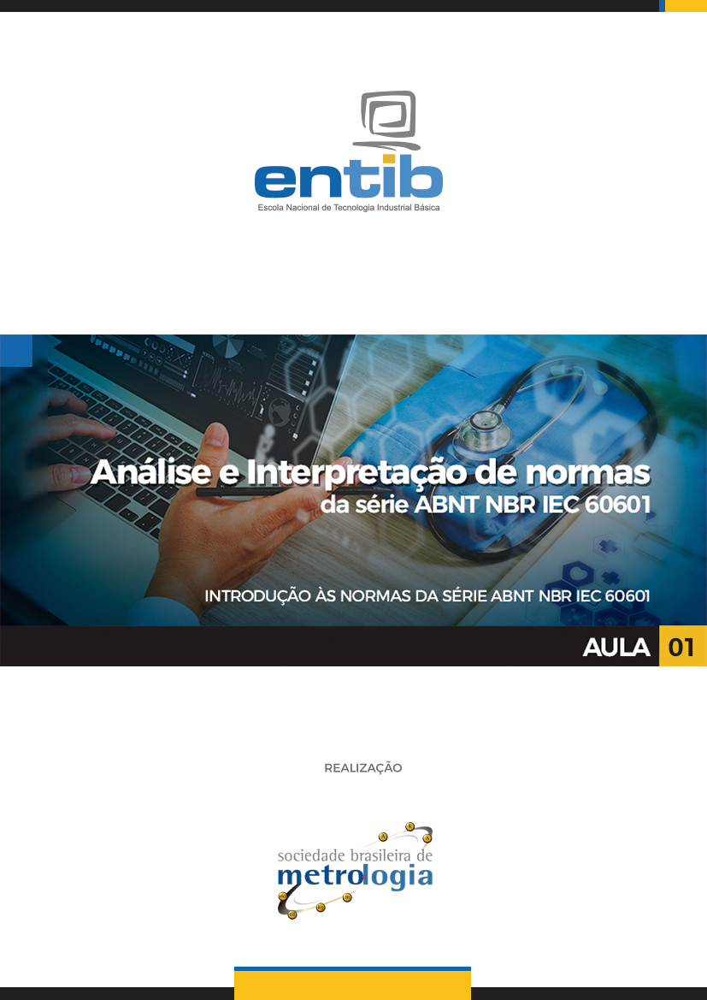 entib
Escola Nacional de Tecnologia Industrial Básica
Análise e Interpretação de normas
da série ABNT NBR IEC 60601
INTRODUÇÃO ÀS NORMAS DA SÉRIE ABNT NBR IEC 60601
AULA 01
REALIZAÇÃO
sociedade brasileira de
metrologia